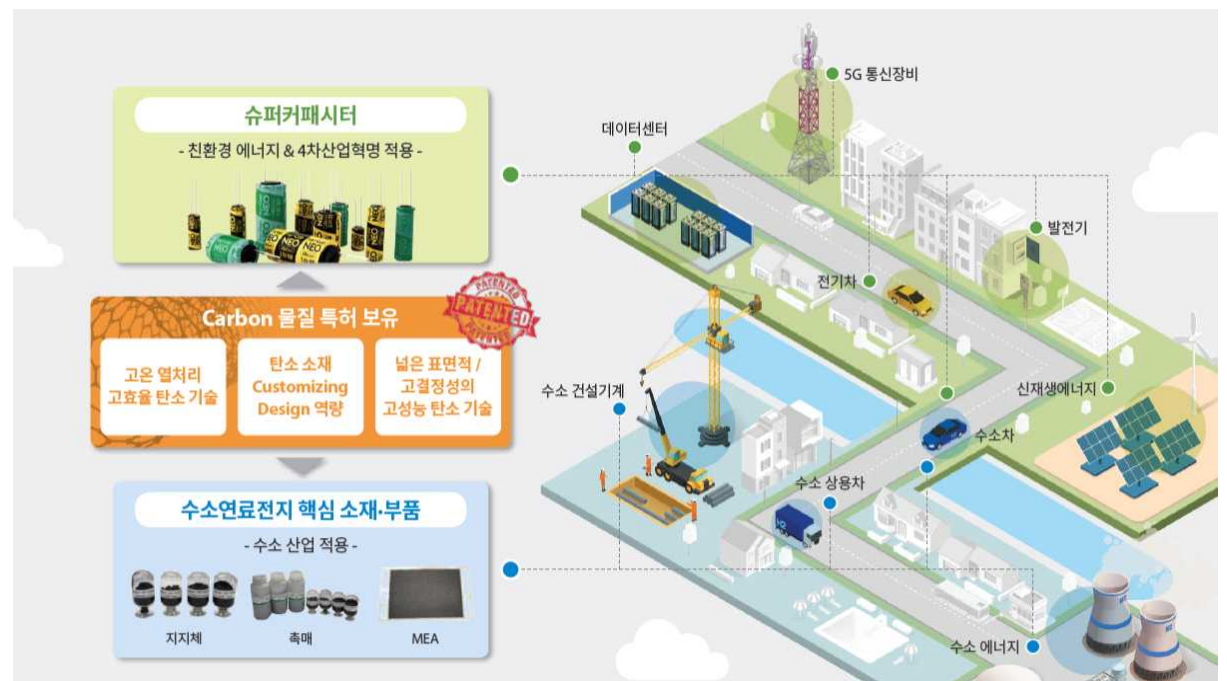 슈퍼커패시터
- 친환경 에너지 & 4차산업혁명 적용 -
NEO
NEO
NEO
Carbon 물질 특허 보유
PATENTED
고온 열처리
고효율 탄소 기술
탄소 소재
Customizing
Design 역량
넓은 표면적 /
고결정성의
고성능 탄소 기술
수소연료전지 핵심 소재·부품
- 수소 산업 적용 -
지지체
촉매
MEA
5G 통신장비
데이터센터
발전기
전기차
수소 건설기계
신재생에너지
수소차
수소 상용차
수소 에너지